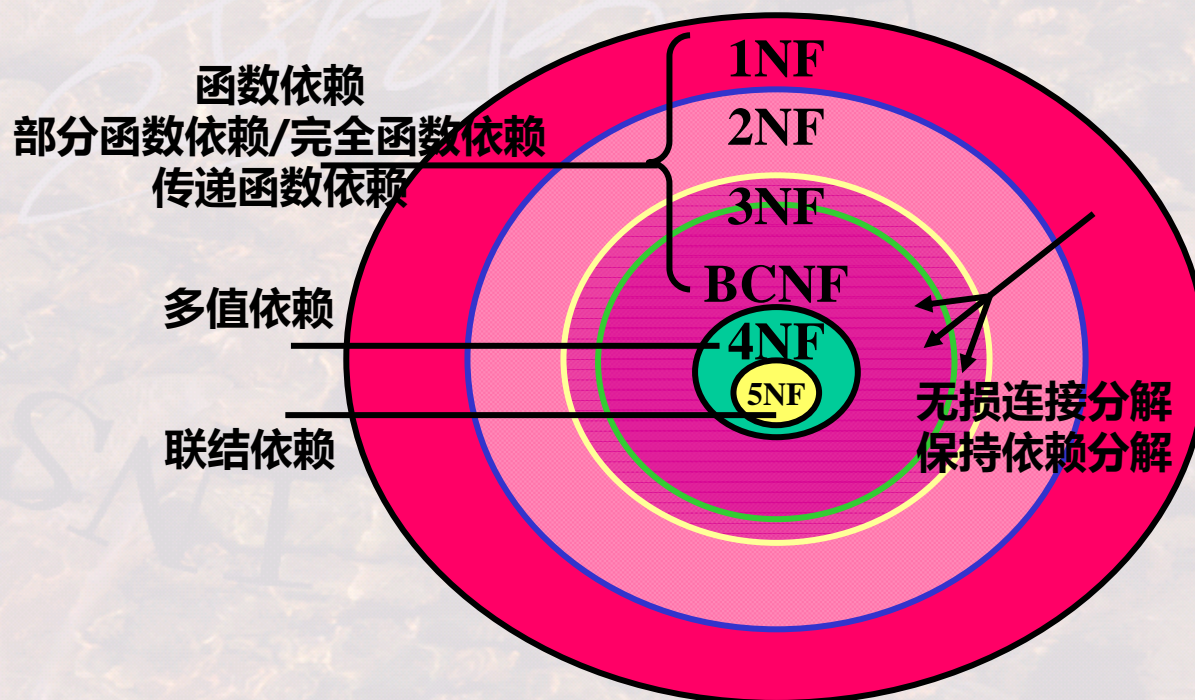 函数依赖
部分函数依赖/完全函数依赖
传递函数依赖
多值依赖
联结依赖
1NF
2NF
3NF
BCNF
4NF
5NF
无损连接分解
保持依赖分解